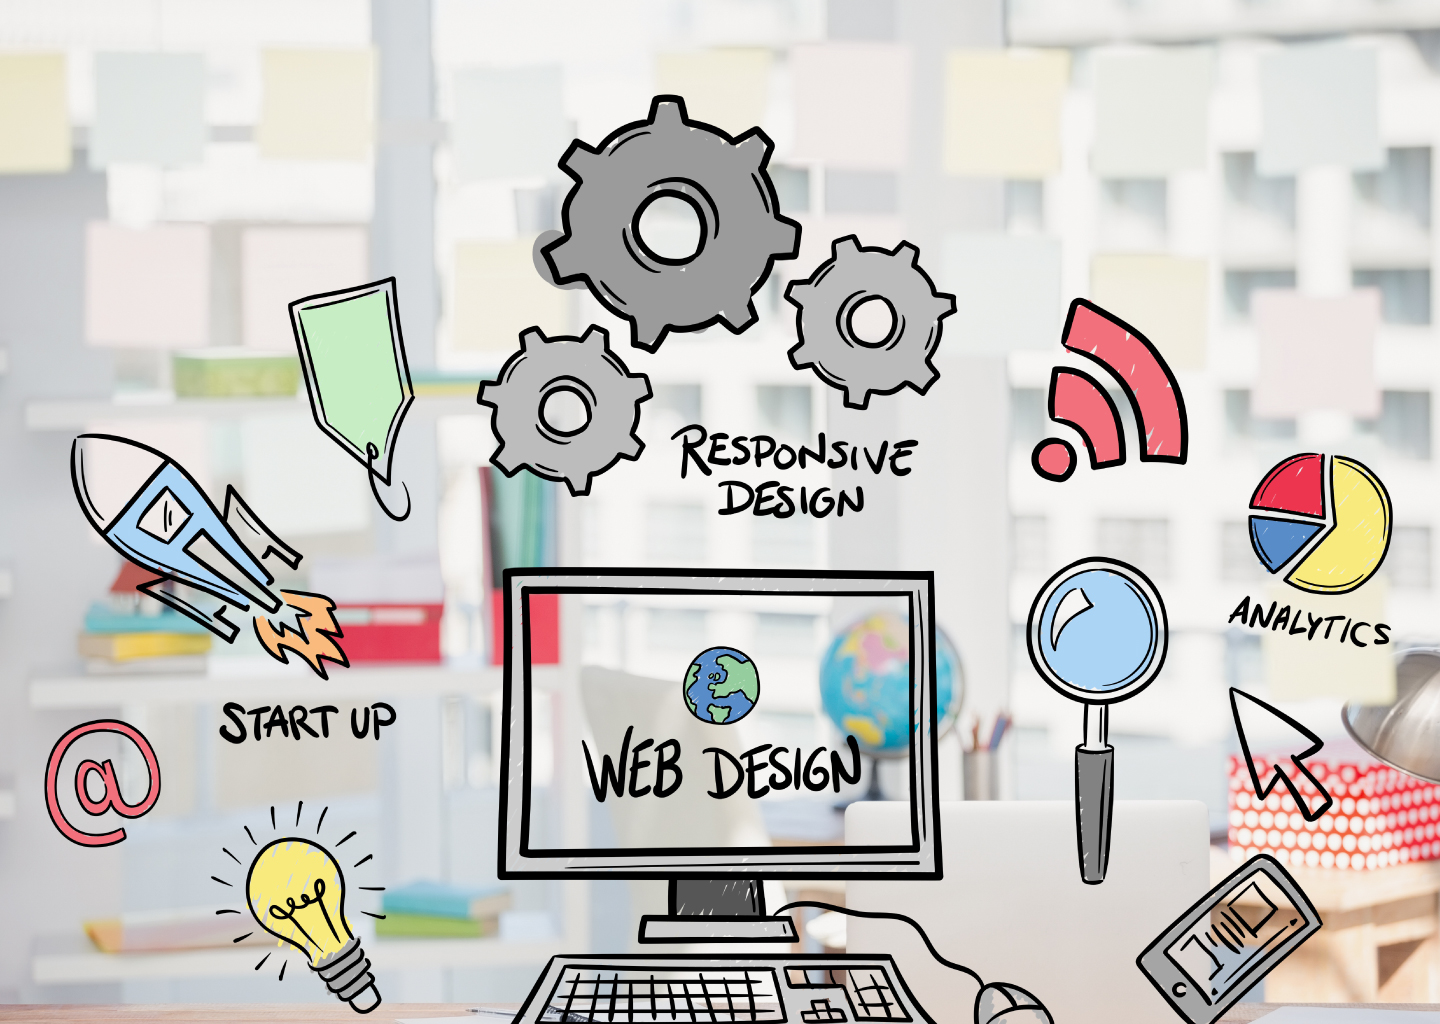 RESPONSIVE
DESIGN
ANALYTICS
START UP
WEB DESIGN
@